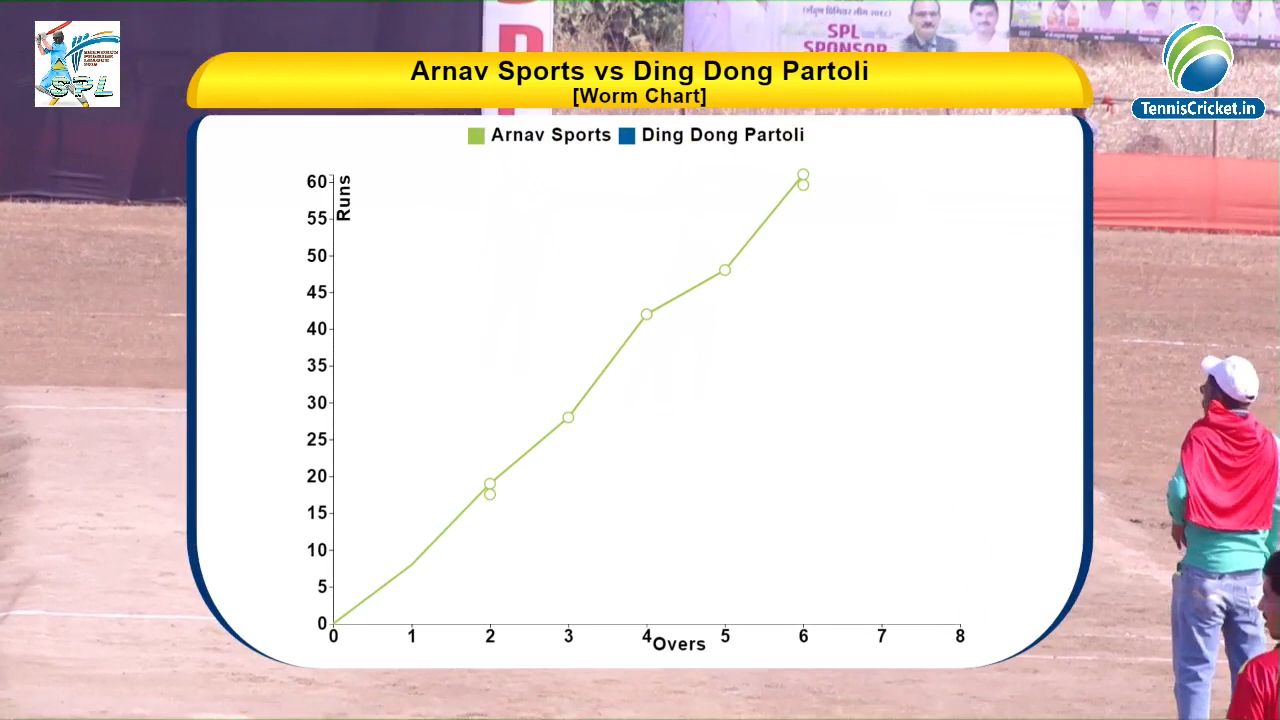 (सँडूण प्रिमियर लीग २०१८)
SPL
SPONSOR
SPL
TennisCricket.in
Arnav Sports vs Ding Dong Partoli
[Worm Chart]
Arnav Sports
Ding Dong Partoli
Runs
60
55
50
45
40
35
30
25
20
15
10
5
0
0 1 2 3 4 5 6 7 8
Overs